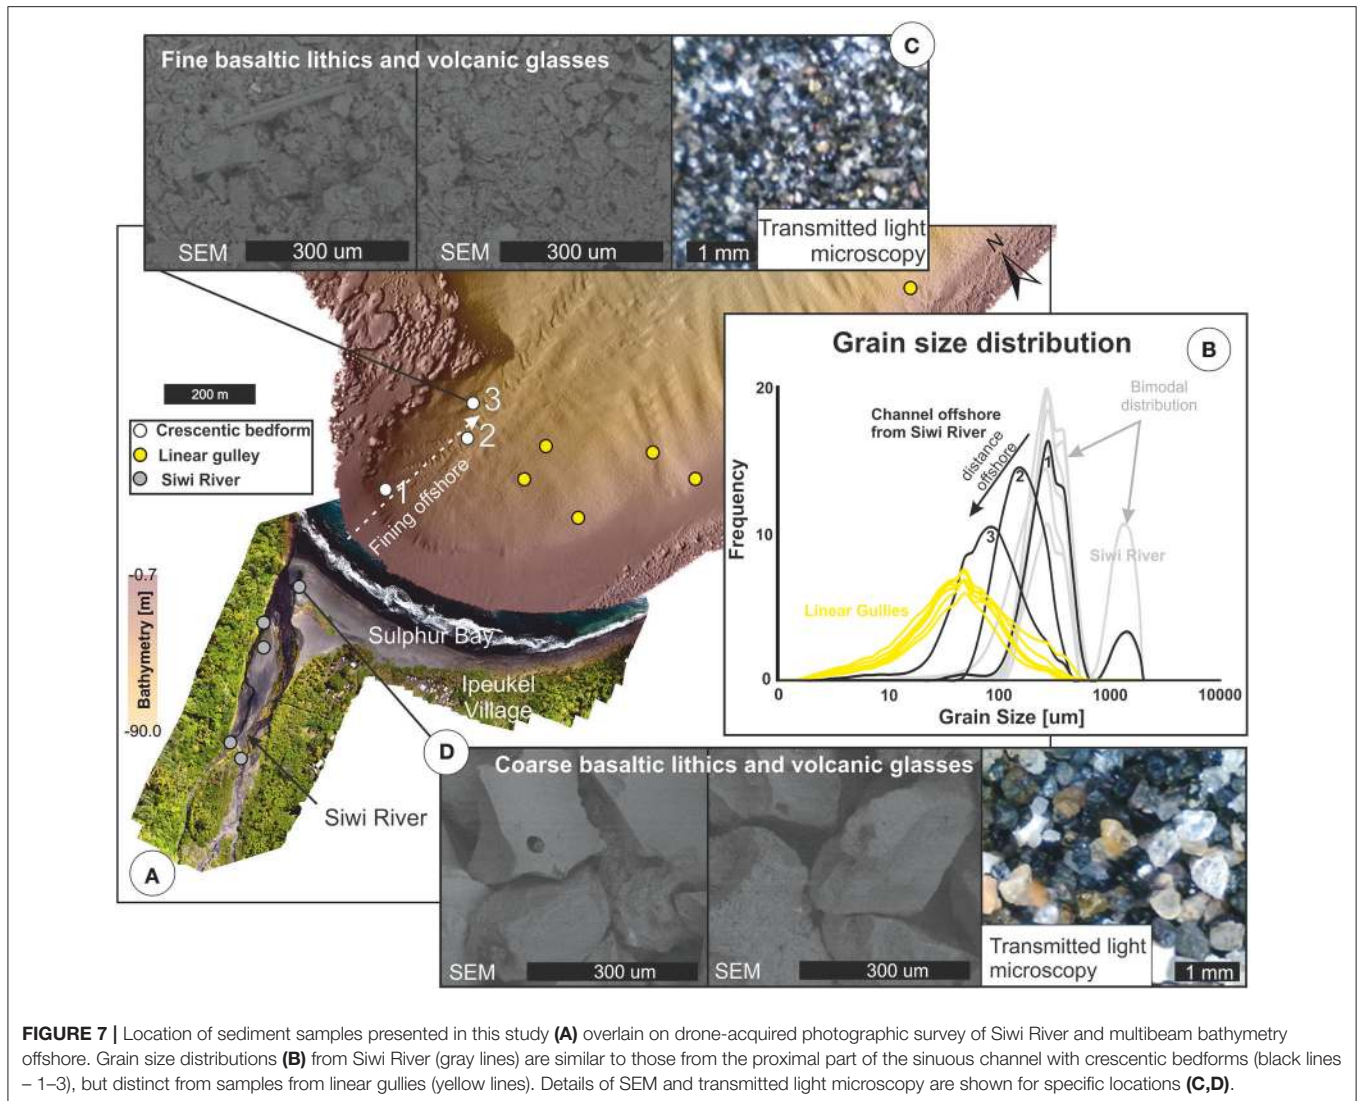 C
Fine basaltic lithics and volcanic glasses
SEM
300 um
SEM
300 um
1 mm
Transmitted light
microscopy
N
200 m
Crescentic bedform
Linear gulley
Siwi River
3
2
1
Fining offshore
-0.7
Bathymetry [m]
-90.0
Sulphur Bay
Ipeukel
Village
Siwi River
A
Grain size distribution
B
20
10
0
Frequency
Channel offshore
from Siwi River
distance
offshore
Bimodal
distribution
1
2
3
Siwi River
Linear Gullies
0
10
100
1000
10000
Grain Size [um]
D
Coarse basaltic lithics and volcanic glasses
SEM
300 um
SEM
300 um
Transmitted light
microscopy
1 mm
FIGURE 7 | Location of sediment samples presented in this study (A) overlain on drone-acquired photographic survey of Siwi River and multibeam bathymetry
offshore. Grain size distributions (B) from Siwi River (gray lines) are similar to those from the proximal part of the sinuous channel with crescentic bedforms (black lines
– 1–3), but distinct from samples from linear gullies (yellow lines). Details of SEM and transmitted light microscopy are shown for specific locations (C,D).